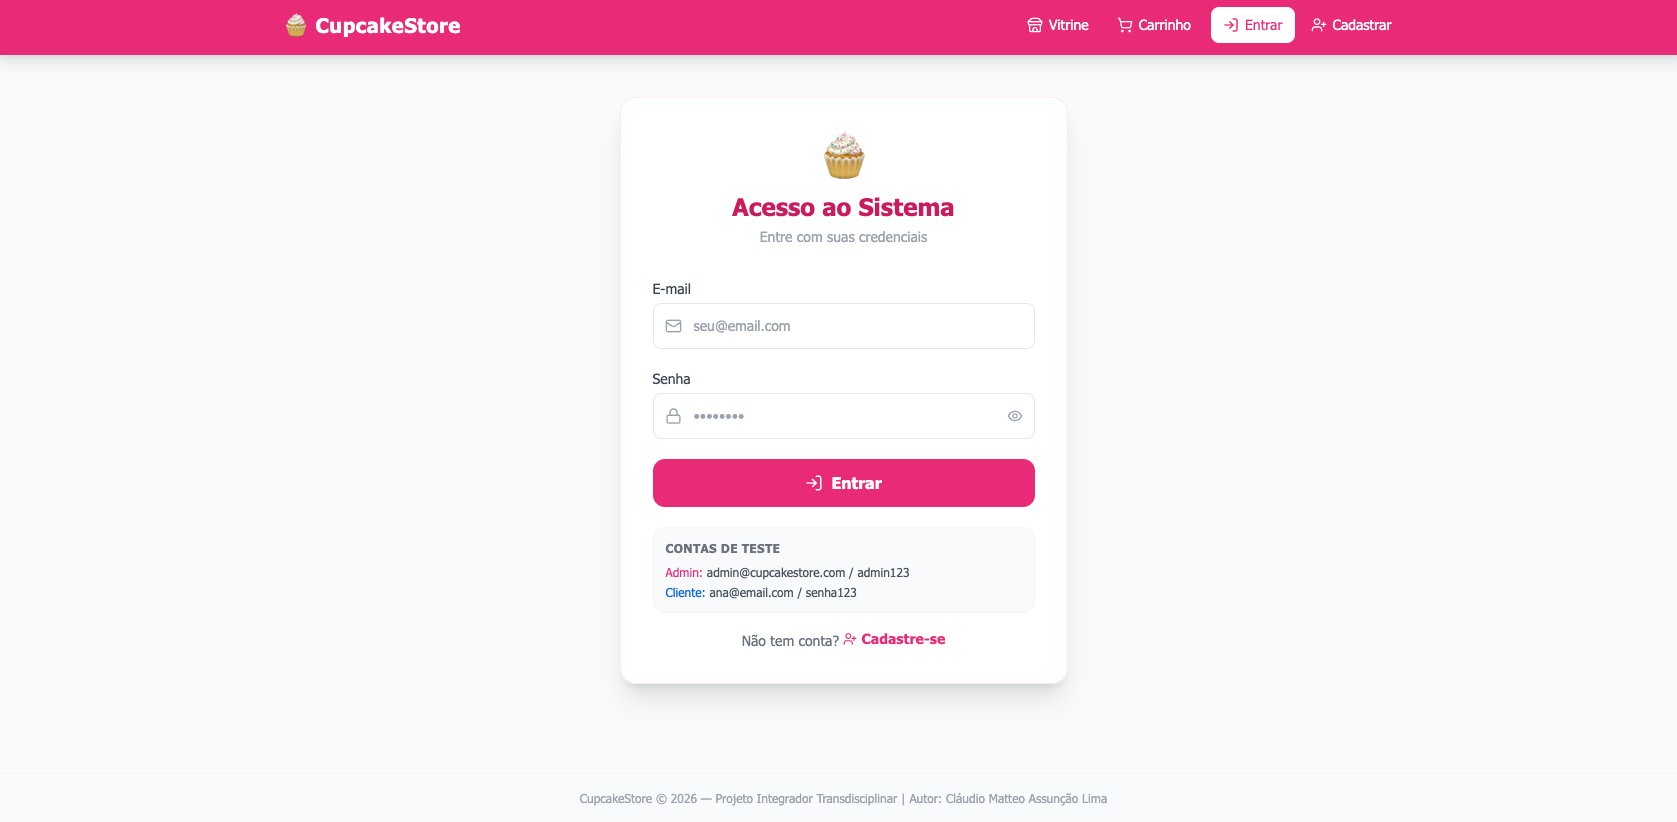 CupcakeStore
Vitrine
Carrinho
Entrar
Cadastrar
Acesso ao Sistema
Entre com suas credenciais
E-mail
seu@email.com
Senha
••••••••
Entrar
CONTAS DE TESTE
Admin: admin@cupcakestore.com / admin123
Cliente: ana@email.com / senha123
Não tem conta? Cadastre-se
CupcakeStore © 2026 — Projeto Integrador Transdisciplinar | Autor: Cláudio Matteo Assunção Lima